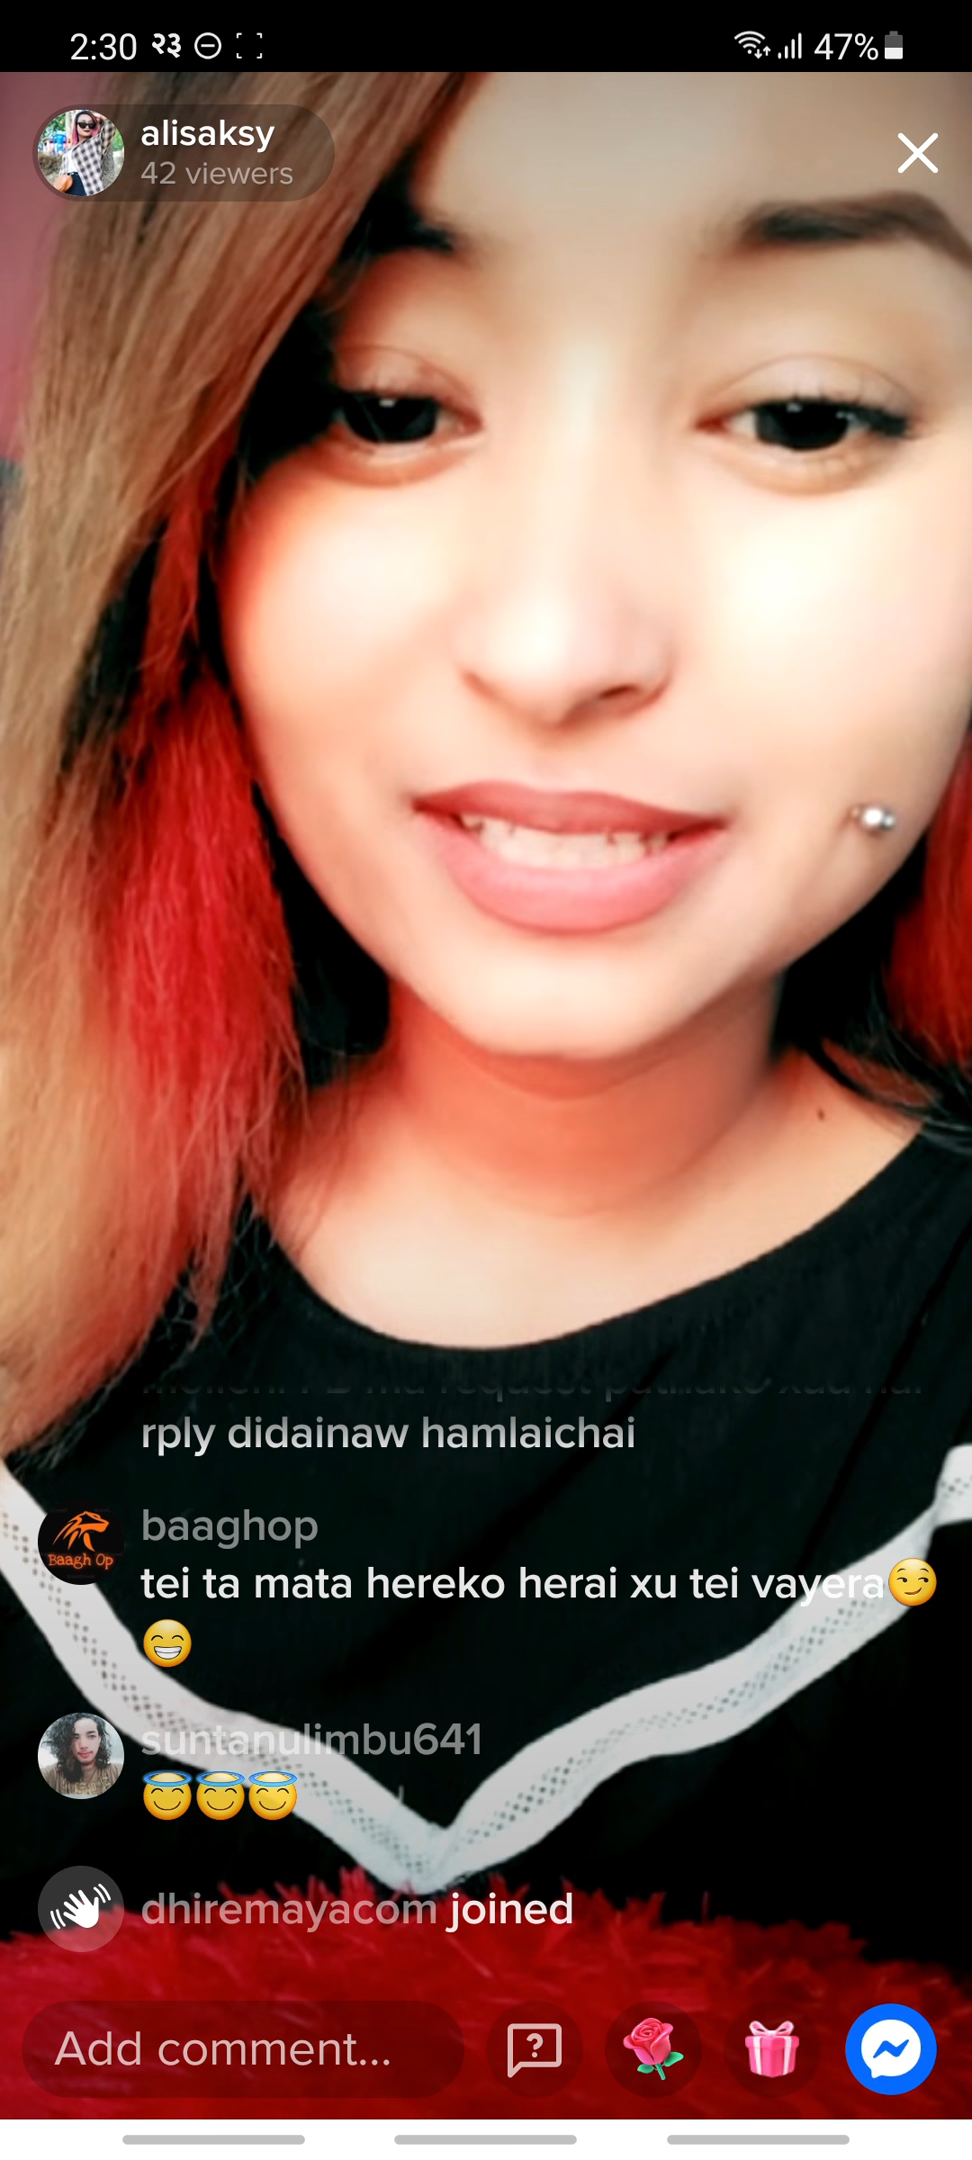 2:30 २३ 47%
alisaksy
42 viewers
rply didainaw hamlaichai
baaghop
Baagh Op
tei ta mata hereko herai xu tei vayera😏
😁
suntanulimbu641
😇😇😇
dhiremayacom joined
Add comment...